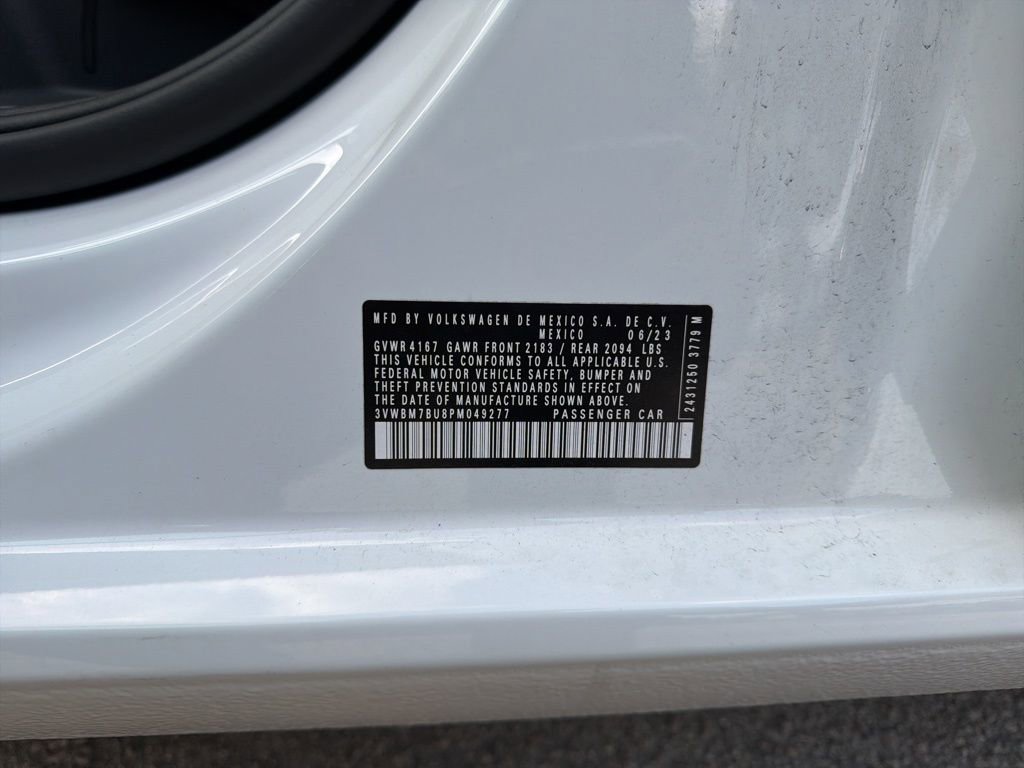 MFD BY VOLKSWAGEN DE MEXICO S.A. DE C.V.
MEXICO 06/23
GVWR 4167 GAWR FRONT 2183 / REAR 2094 LBS
THIS VEHICLE CONFORMS TO ALL APPLICABLE U.S.
FEDERAL MOTOR VEHICLE SAFETY, BUMPER AND
THEFT PREVENTION STANDARDS IN EFFECT ON
THE DATE OF MANUFACTURE SHOWN ABOVE.
3VWBM7BU8PM049277 PASSENGER CAR
2431250 3779 M